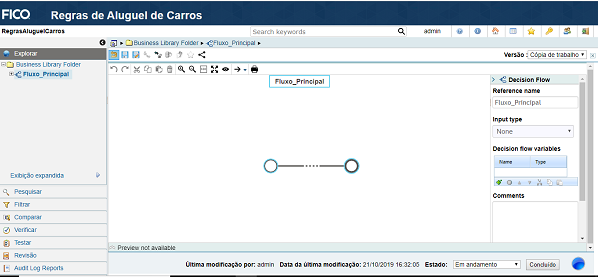 FICO Regras de Aluguel de Carros
RegrasAluguelCarros Search keywords admin
Explorar
Business Library Folder
Fluxo_Principal
Business Library Folder Fluxo_Principal
Versão : Cópia de trabalho
Fluxo_Principal
Decision Flow
Reference name
Fluxo_Principal
Input type
None
Decision flow variables
Name Type
Comments
Exibição expandida
Pesquisar
Filtrar
Comparar
Verificar
Testar
Revisão
Audit Log Reports
Preview not available
Última modificação por: admin Data da última modificação: 21/10/2019 16:32:05 Estado: Em andamento Concluído